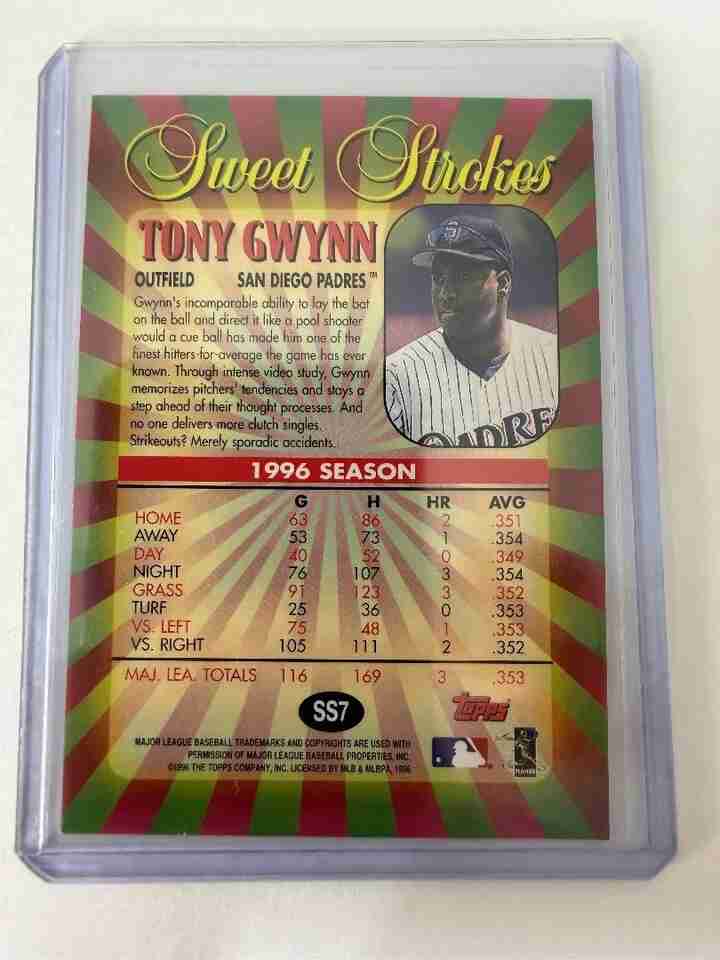 Sweet Strokes
TONY GWYNN
OUTFIELD SAN DIEGO PADRES™
Gwynn's incomparable ability to lay the bat
on the ball and direct it like a pool shooter
would a cue ball has made him one of the
finest hitters-for-average the game has ever
known. Through intense video study, Gwynn
memorizes pitchers' tendencies and stays a
step ahead of their thought processes. And
no one delivers more clutch singles.
Strikeouts? Merely sporadic accidents.
PADRE
1996 SEASON
G H HR AVG
HOME 63 86 2 .351
AWAY 53 73 1 .354
DAY 40 52 0 .349
NIGHT 76 107 3 .354
GRASS 91 123 3 .352
TURF 25 36 0 .353
VS. LEFT 75 48 1 .353
VS. RIGHT 105 111 2 .352
MAJ. LEA. TOTALS 116 169 3 .353
SS7
Topps
MAJOR LEAGUE BASEBALL TRADEMARKS AND COPYRIGHTS ARE USED WITH
PERMISSION OF MAJOR LEAGUE BASEBALL PROPERTIES, INC.
©1996 THE TOPPS COMPANY, INC. LICENSED BY MLB & MLBPA, 1996
PLAYERS